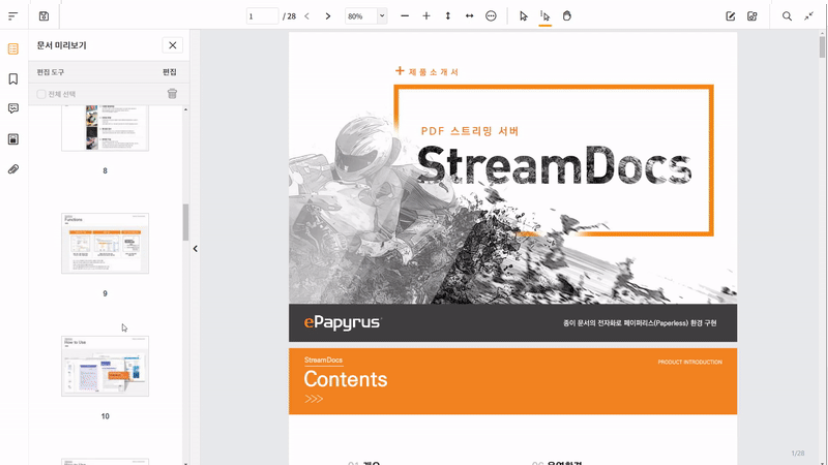 1 / 28
80%
문서 미리보기
편집 도구
편집
전체 선택
8
Functions
9
How to Use
10
제품소개서
PDF 스트리밍 서버
StreamDocs
ePapyrus
종이 문서의 전자화로 페이퍼리스(Paperless) 환경 구현
StreamDocs
PRODUCT INTRODUCTION
Contents
1/28